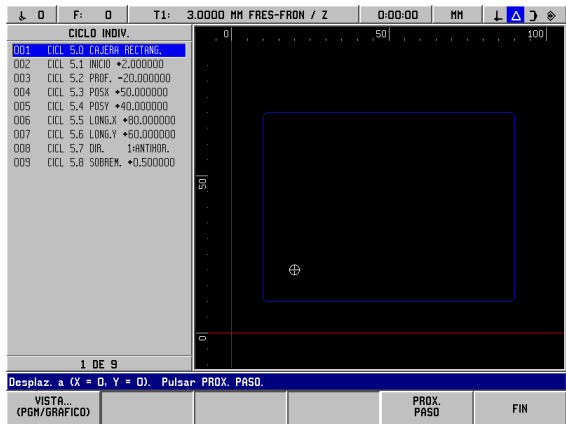 0 F: 0 T1: 3.0000 MM FRES-FRON / Z 0:00:00 MM
CICLO INDIV.
001 CICL 5.0 CAJERA RECTANG.
002 CICL 5.1 INICIO +2.000000
003 CICL 5.2 PROF. -20.000000
004 CICL 5.3 POSX +50.000000
005 CICL 5.4 POSY +40.000000
006 CICL 5.5 LONG.X +80.000000
007 CICL 5.6 LONG.Y +60.000000
008 CICL 5.7 DIR. 1:ANTIHOR.
009 CICL 5.8 SOBREM. +0.500000
1 DE 9
0 50 100
50
0
Desplaz. a (X = 0, Y = 0). Pulsar PROX. PASO.
VISTA...
(PGM/GRAFICO)
PROX.
PASO
FIN